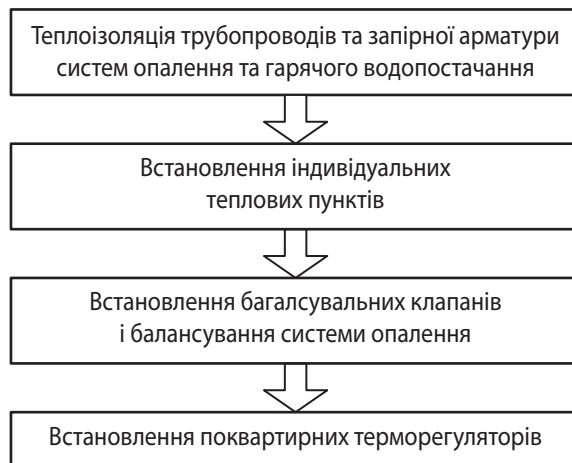 Теплоізоляція трубопроводів та запірної арматури
систем опалення та гарячого водопостачання
Встановлення індивідуальних
теплових пунктів
Встановлення багалсувальних клапанів
і балансування системи опалення
Встановлення поквартирних терморегуляторів